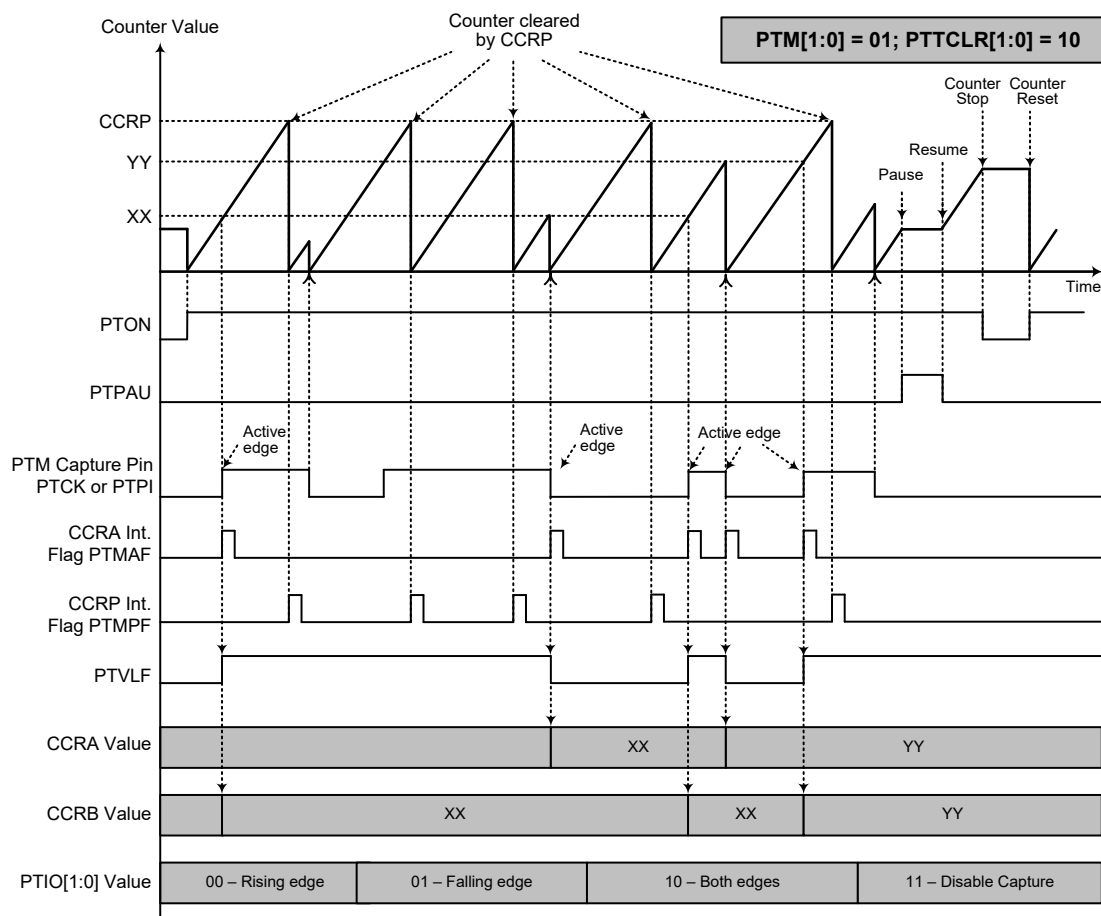 Counter Value
Counter cleared
by CCRP
PTM[1:0] = 01; PTTCLR[1:0] = 10
Counter
Stop
Counter
Reset
CCRP
YY
Resume
Pause
XX
Time
PTON
PTPAU
Active
edge
Active
edge
Active edge
PTM Capture Pin
PTCK or PTPI
CCRA Int.
Flag PTMAF
CCRP Int.
Flag PTMPF
PTVLF
CCRA Value
XX
YY
CCRB Value
XX
XX
YY
PTIO[1:0] Value
00 – Rising edge
01 – Falling edge
10 – Both edges
11 – Disable Capture